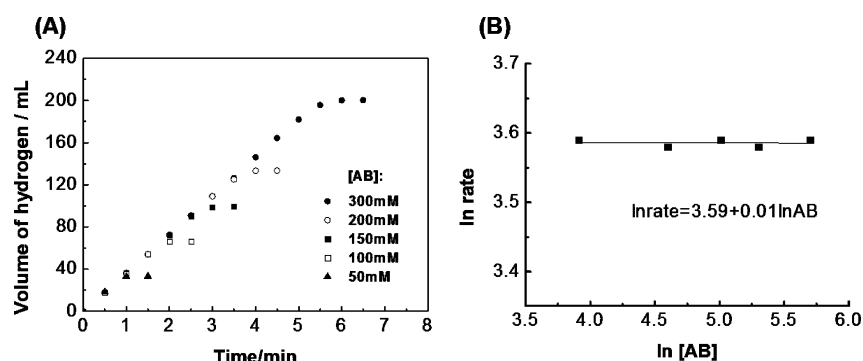 (A)
240
200
160
120
80
40
0
Volume of hydrogen / mL
0 1 2 3 4 5 6 7 8
Time/min
[AB]:
300mM
200mM
150mM
100mM
50mM
(B)
3.7
3.6
3.5
3.4
ln rate
lnrate=3.59+0.01lnAB
3.5 4.0 4.5 5.0 5.5 6.0
ln [AB]